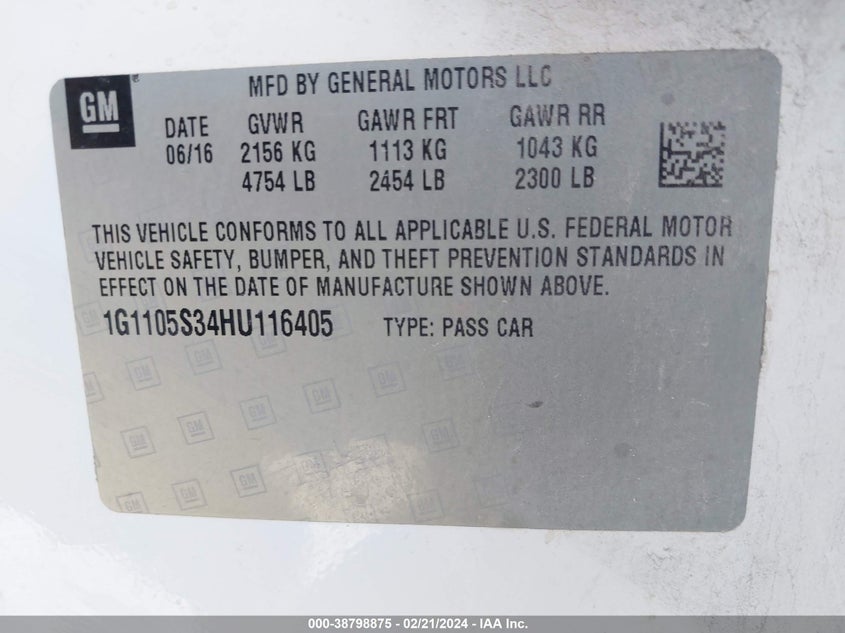 GM
MFD BY GENERAL MOTORS LLC
DATE GVWR GAWR FRT GAWR RR
06/16 2156 KG 1113 KG 1043 KG
4754 LB 2454 LB 2300 LB
THIS VEHICLE CONFORMS TO ALL APPLICABLE U.S. FEDERAL MOTOR
VEHICLE SAFETY, BUMPER, AND THEFT PREVENTION STANDARDS IN
EFFECT ON THE DATE OF MANUFACTURE SHOWN ABOVE.
1G1105S34HU116405 TYPE: PASS CAR
000-38798875 - 02/21/2024 - IAA Inc.